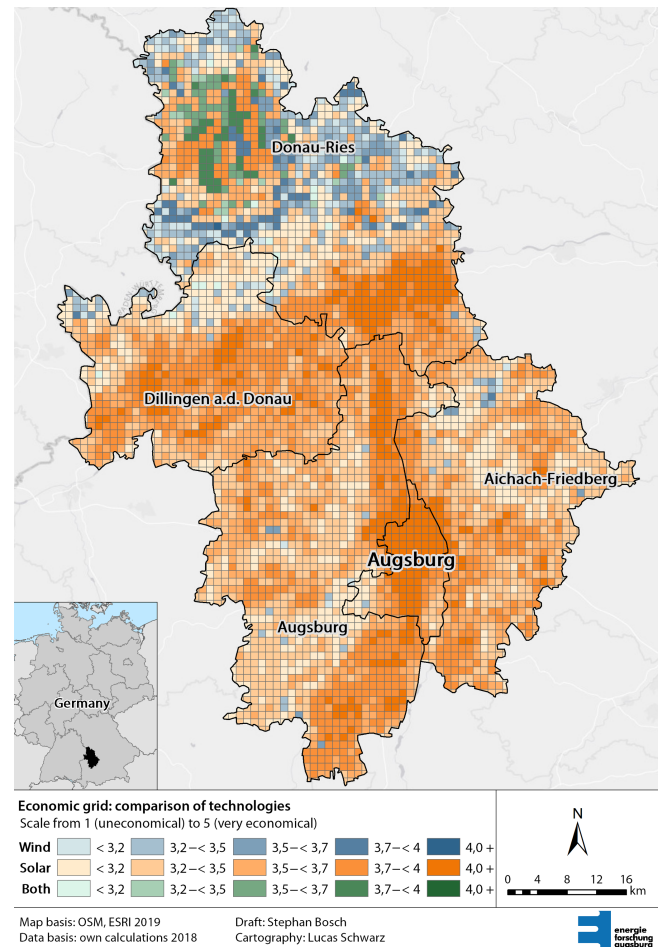 Donau-Ries
Dillingen a.d. Donau
Aichach-Friedberg
Augsburg
Augsburg
Germany
Economic grid: comparison of technologies
Scale from 1 (uneconomical) to 5 (very economical)
Wind < 3,2 3,2–< 3,5 3,5–< 3,7 3,7–< 4 4,0 +
Solar < 3,2 3,2–< 3,5 3,5–< 3,7 3,7–< 4 4,0 +
Both < 3,2 3,2–< 3,5 3,5–< 3,7 3,7–< 4 4,0 +
N
0 4 8 12 16
km
Map basis: OSM, ESRI 2019
Data basis: own calculations 2018
Draft: Stephan Bosch
Cartography: Lucas Schwarz
energie
forschung
augsburg